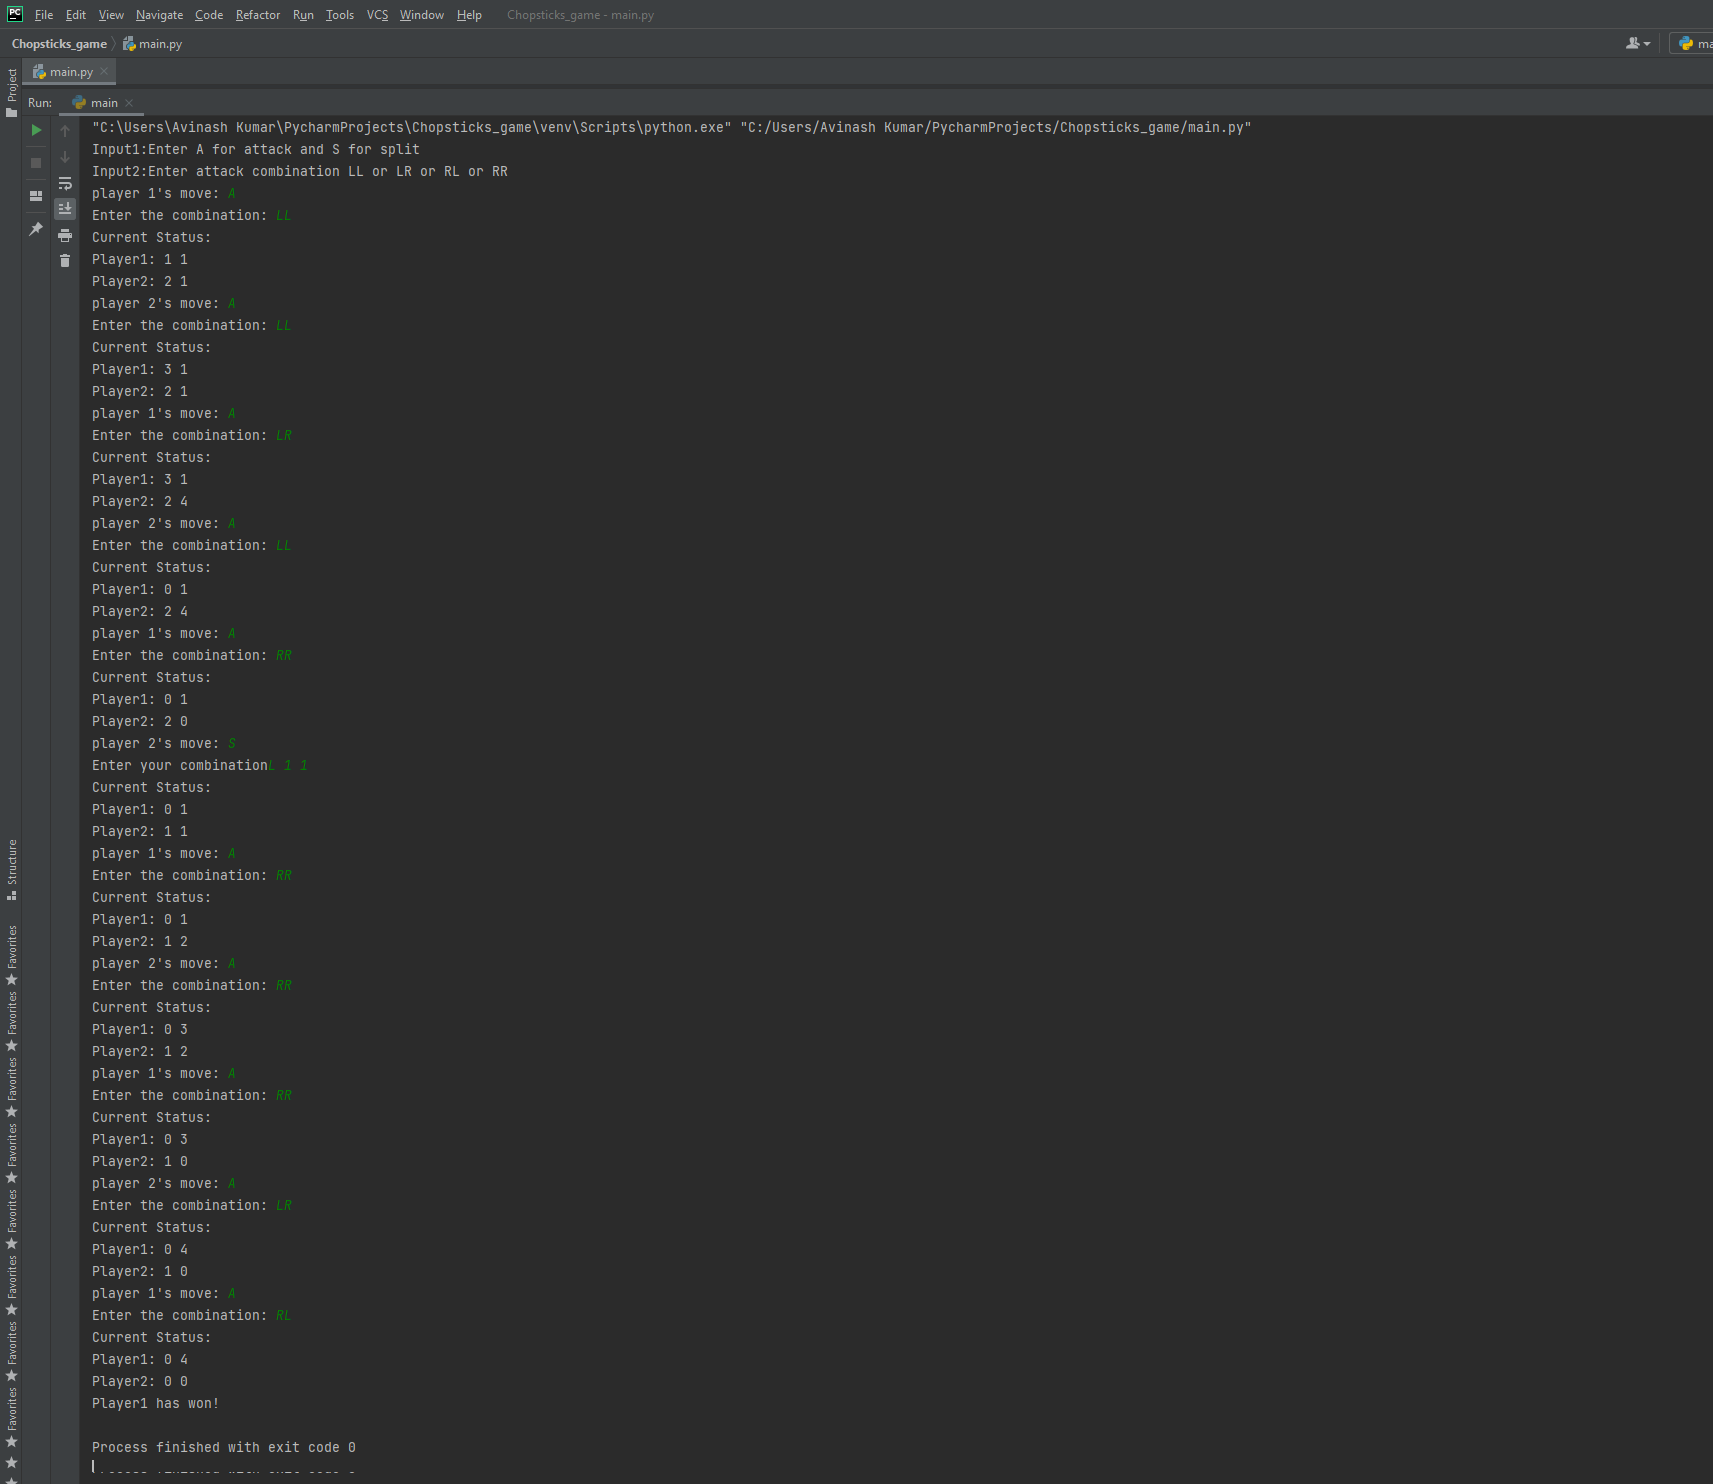 PC File Edit View Navigate Code Refactor Run Tools VCS Window Help Chopsticks_game - main.py
Chopsticks_game main.py ma
main.py
Project
Run: main
"C:\Users\Avinash Kumar\PycharmProjects\Chopsticks_game\venv\Scripts\python.exe" "C:/Users/Avinash Kumar/PycharmProjects/Chopsticks_game/main.py"
Input1:Enter A for attack and S for split
Input2:Enter attack combination LL or LR or RL or RR
player 1's move: A
Enter the combination: LL
Current Status:
Player1: 1 1
Player2: 2 1
player 2's move: A
Enter the combination: LL
Current Status:
Player1: 3 1
Player2: 2 1
player 1's move: A
Enter the combination: LR
Current Status:
Player1: 3 1
Player2: 2 4
player 2's move: A
Enter the combination: LL
Current Status:
Player1: 0 1
Player2: 2 4
player 1's move: A
Enter the combination: RR
Current Status:
Player1: 0 1
Player2: 2 0
player 2's move: S
Enter your combinationL 1 1
Current Status:
Player1: 0 1
Player2: 1 1
player 1's move: A
Enter the combination: RR
Current Status:
Player1: 0 1
Player2: 1 2
player 2's move: A
Enter the combination: RR
Current Status:
Player1: 0 3
Player2: 1 2
player 1's move: A
Enter the combination: RR
Current Status:
Player1: 0 3
Player2: 1 0
player 2's move: A
Enter the combination: LR
Current Status:
Player1: 0 4
Player2: 1 0
player 1's move: A
Enter the combination: RL
Current Status:
Player1: 0 4
Player2: 0 0
Player1 has won!
Process finished with exit code 0
Structure
Favorites
Favorites
Favorites
Favorites
Favorites
Favorites
Favorites
Favorites